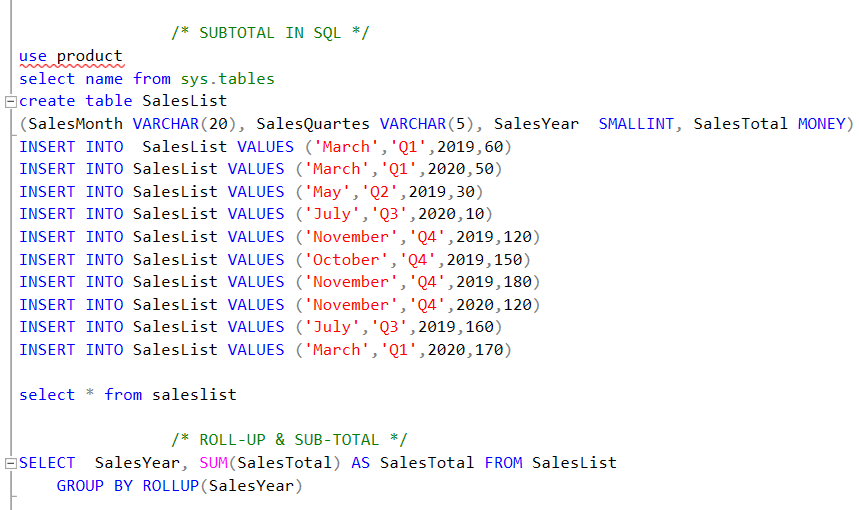 /* SUBTOTAL IN SQL */
use product
select name from sys.tables
create table SalesList
(SalesMonth VARCHAR(20), SalesQuartes VARCHAR(5), SalesYear  SMALLINT, SalesTotal MONEY)
INSERT INTO  SalesList VALUES ('March','Q1',2019,60)
INSERT INTO SalesList VALUES ('March','Q1',2020,50)
INSERT INTO SalesList VALUES ('May','Q2',2019,30)
INSERT INTO SalesList VALUES ('July','Q3',2020,10)
INSERT INTO SalesList VALUES ('November','Q4',2019,120)
INSERT INTO SalesList VALUES ('October','Q4',2019,150)
INSERT INTO SalesList VALUES ('November','Q4',2019,180)
INSERT INTO SalesList VALUES ('November','Q4',2020,120)
INSERT INTO SalesList VALUES ('July','Q3',2019,160)
INSERT INTO SalesList VALUES ('March','Q1',2020,170)
select * from saleslist
/* ROLL-UP & SUB-TOTAL */
SELECT  SalesYear, SUM(SalesTotal) AS SalesTotal FROM SalesList
GROUP BY ROLLUP(SalesYear)